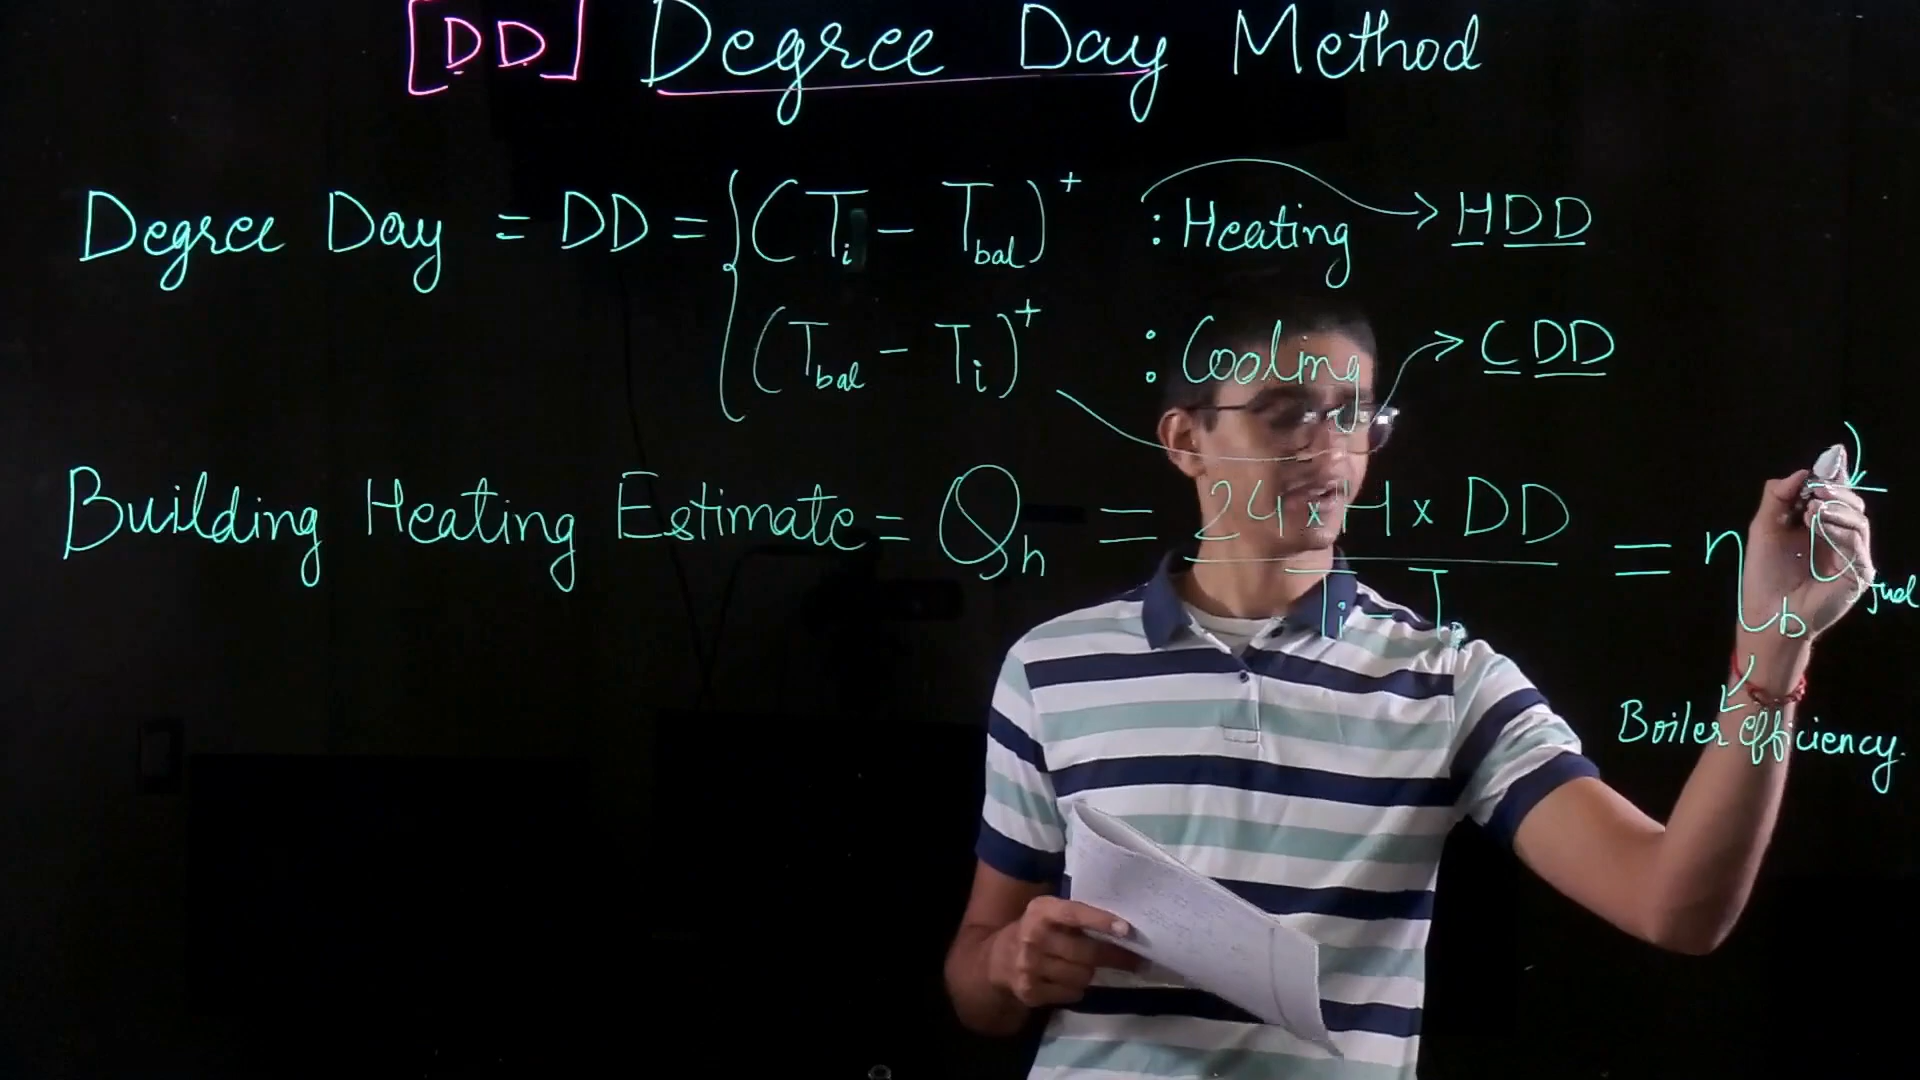 [DD] Degree Day Method
Degree Day = DD = { (Ti - Tbal)+ : Heating → HDD
(Tbal - Ti)+ : Cooling → CDD
Building Heating Estimate = Qh = 24 x H x DD / Ti - T = ηb . Qfuel
Boiler efficiency.